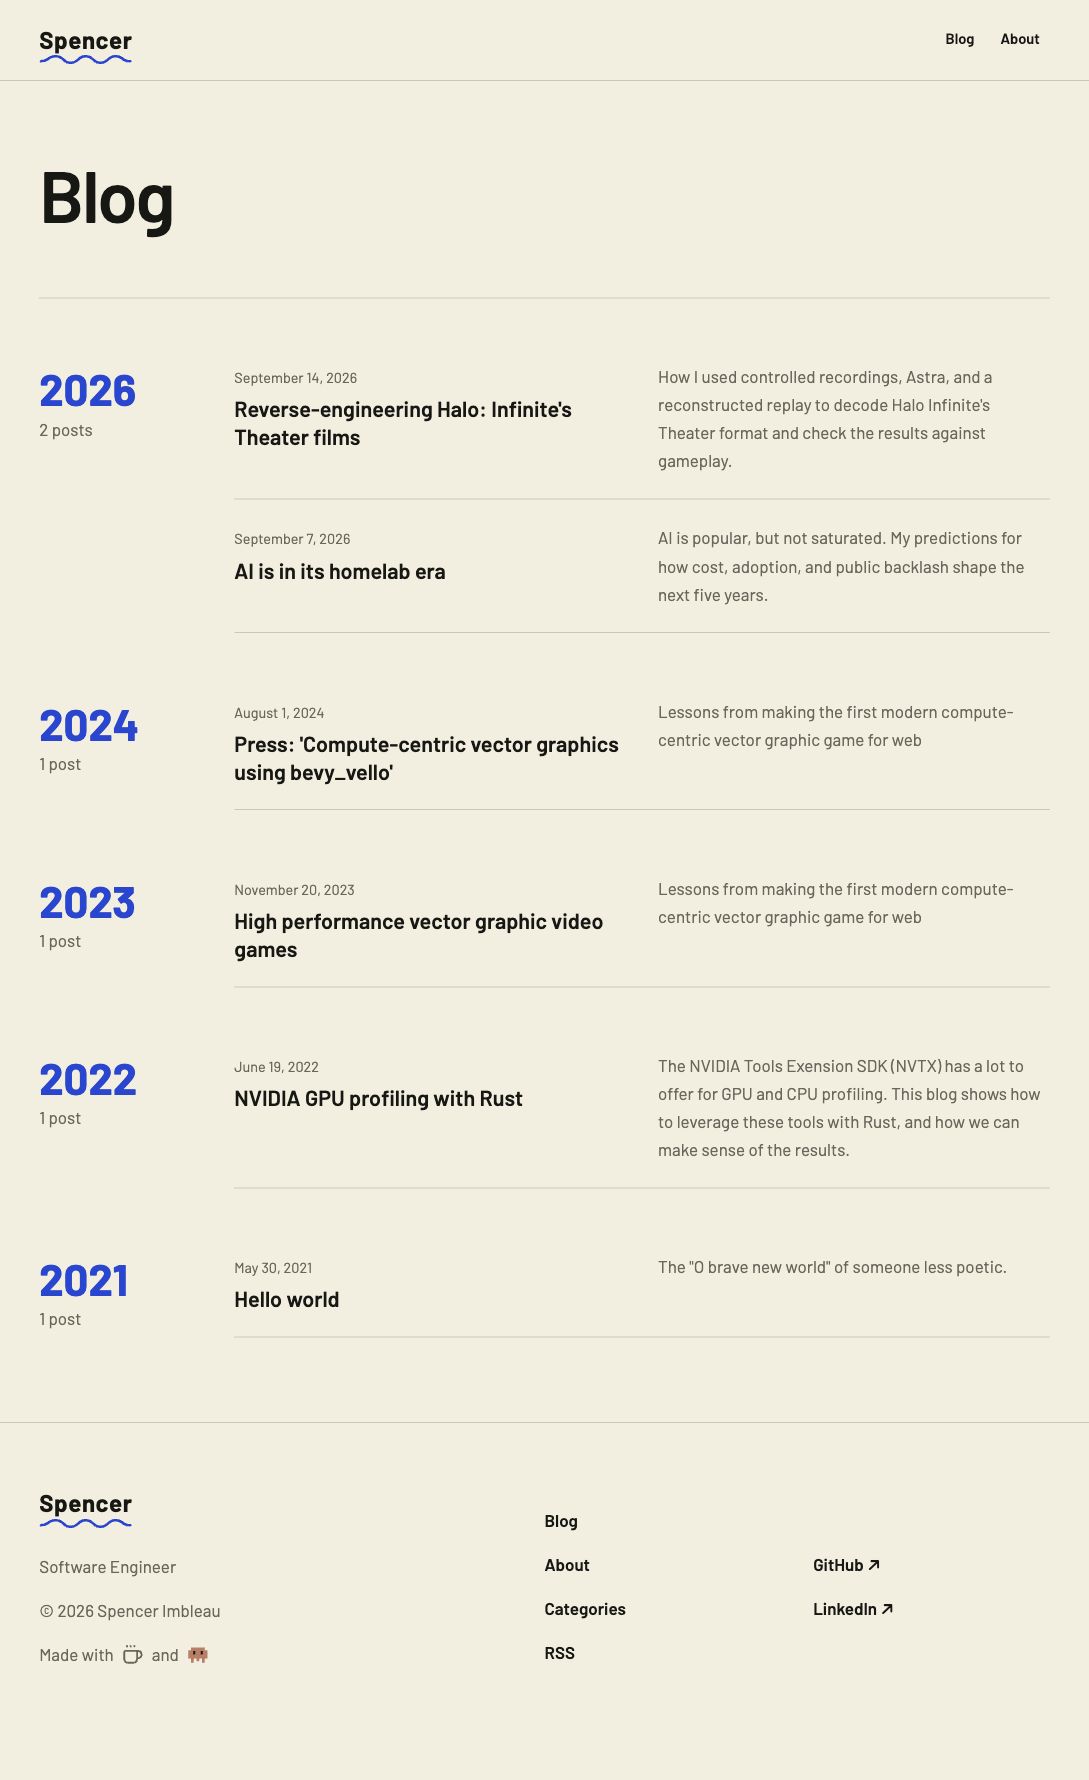 Spencer
Blog
About
Blog
2026
2 posts
September 14, 2026
Reverse-engineering Halo: Infinite's
Theater films
How I used controlled recordings, Astra, and a
reconstructed replay to decode Halo Infinite's
Theater format and check the results against
gameplay.
September 7, 2026
AI is in its homelab era
AI is popular, but not saturated. My predictions for
how cost, adoption, and public backlash shape the
next five years.
2024
1 post
August 1, 2024
Press: 'Compute-centric vector graphics
using bevy_vello'
Lessons from making the first modern compute-
centric vector graphic game for web
2023
1 post
November 20, 2023
High performance vector graphic video
games
Lessons from making the first modern compute-
centric vector graphic game for web
2022
1 post
June 19, 2022
NVIDIA GPU profiling with Rust
The NVIDIA Tools Exension SDK (NVTX) has a lot to
offer for GPU and CPU profiling. This blog shows how
to leverage these tools with Rust, and how we can
make sense of the results.
2021
1 post
May 30, 2021
Hello world
The "O brave new world" of someone less poetic.
Spencer
Software Engineer
© 2026 Spencer Imbleau
Made with and
Blog
About
Categories
RSS
GitHub ↗
LinkedIn ↗